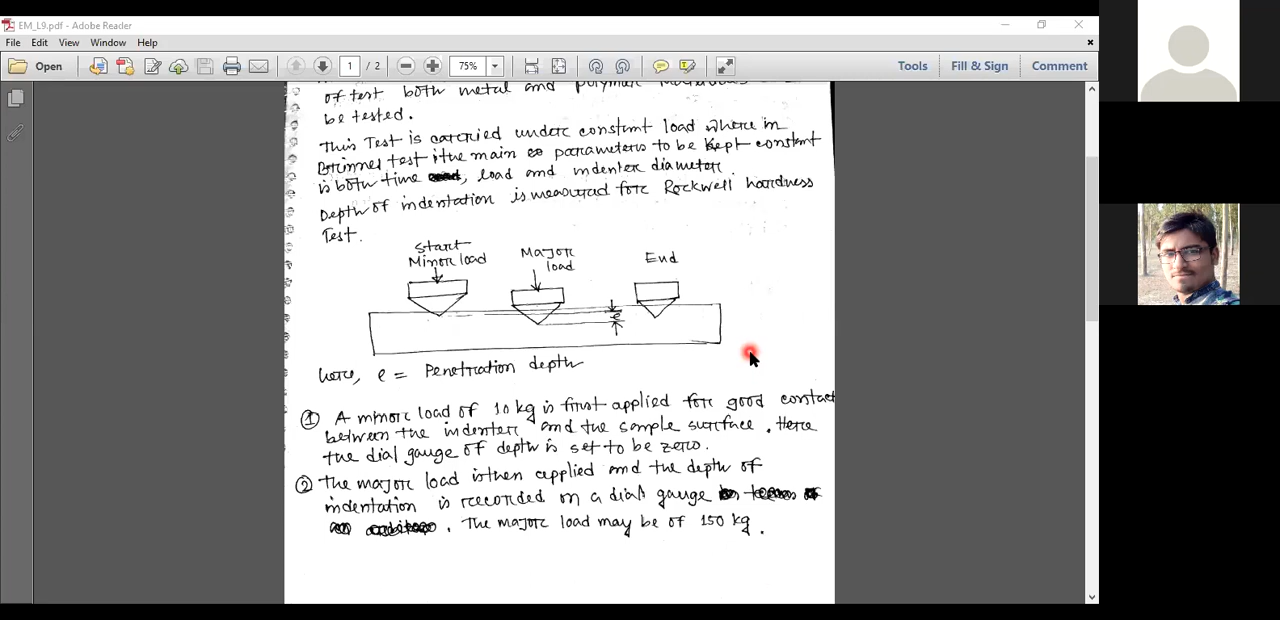 EM_L9.pdf - Adobe Reader
File Edit View Window Help
Open 1 / 2 75% Tools Fill & Sign Comment
of test both metal and polymer
be tested.
This Test is carried under constant load where in
Brinnel test the main parameters to be kept constant
is both time, load and indenter diameter.
Depth of indentation is measured for Rockwell hardness
Test.
Start
Minor load
Major
load
End
e
here, e = Penetration depth
① A minor load of 10 kg is first applied for good contact
between the indenter and the sample surface. Here
the dial gauge of depth is set to be zero.
② The major load is then applied and the depth of
indentation is recorded on a dial gauge
. The major load may be of 150 kg.